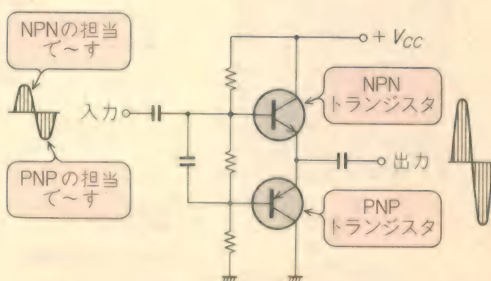 NPNの担当
で～す
入力
PNPの担当
で～す
+VCC
NPN
トランジスタ
出力
PNP
トランジスタ